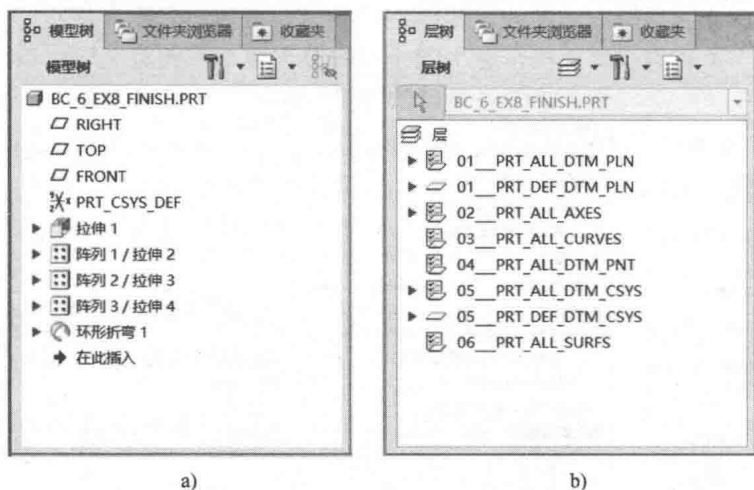 模型树 文件夹浏览器 收藏夹
模型树
BC_6_EX8_FINISH.PRT
RIGHT
TOP
FRONT
PRT_CSYS_DEF
拉伸 1
阵列 1 / 拉伸 2
阵列 2 / 拉伸 3
阵列 3 / 拉伸 4
环形折弯 1
在此插入
a)
层树 文件夹浏览器 收藏夹
层树
BC_6_EX8_FINISH.PRT
层
01__PRT_ALL_DTM_PLN
01__PRT_DEF_DTM_PLN
02__PRT_ALL_AXES
03__PRT_ALL_CURVES
04__PRT_ALL_DTM_PNT
05__PRT_ALL_DTM_CSYS
05__PRT_DEF_DTM_CSYS
06__PRT_ALL_SURFS
b)